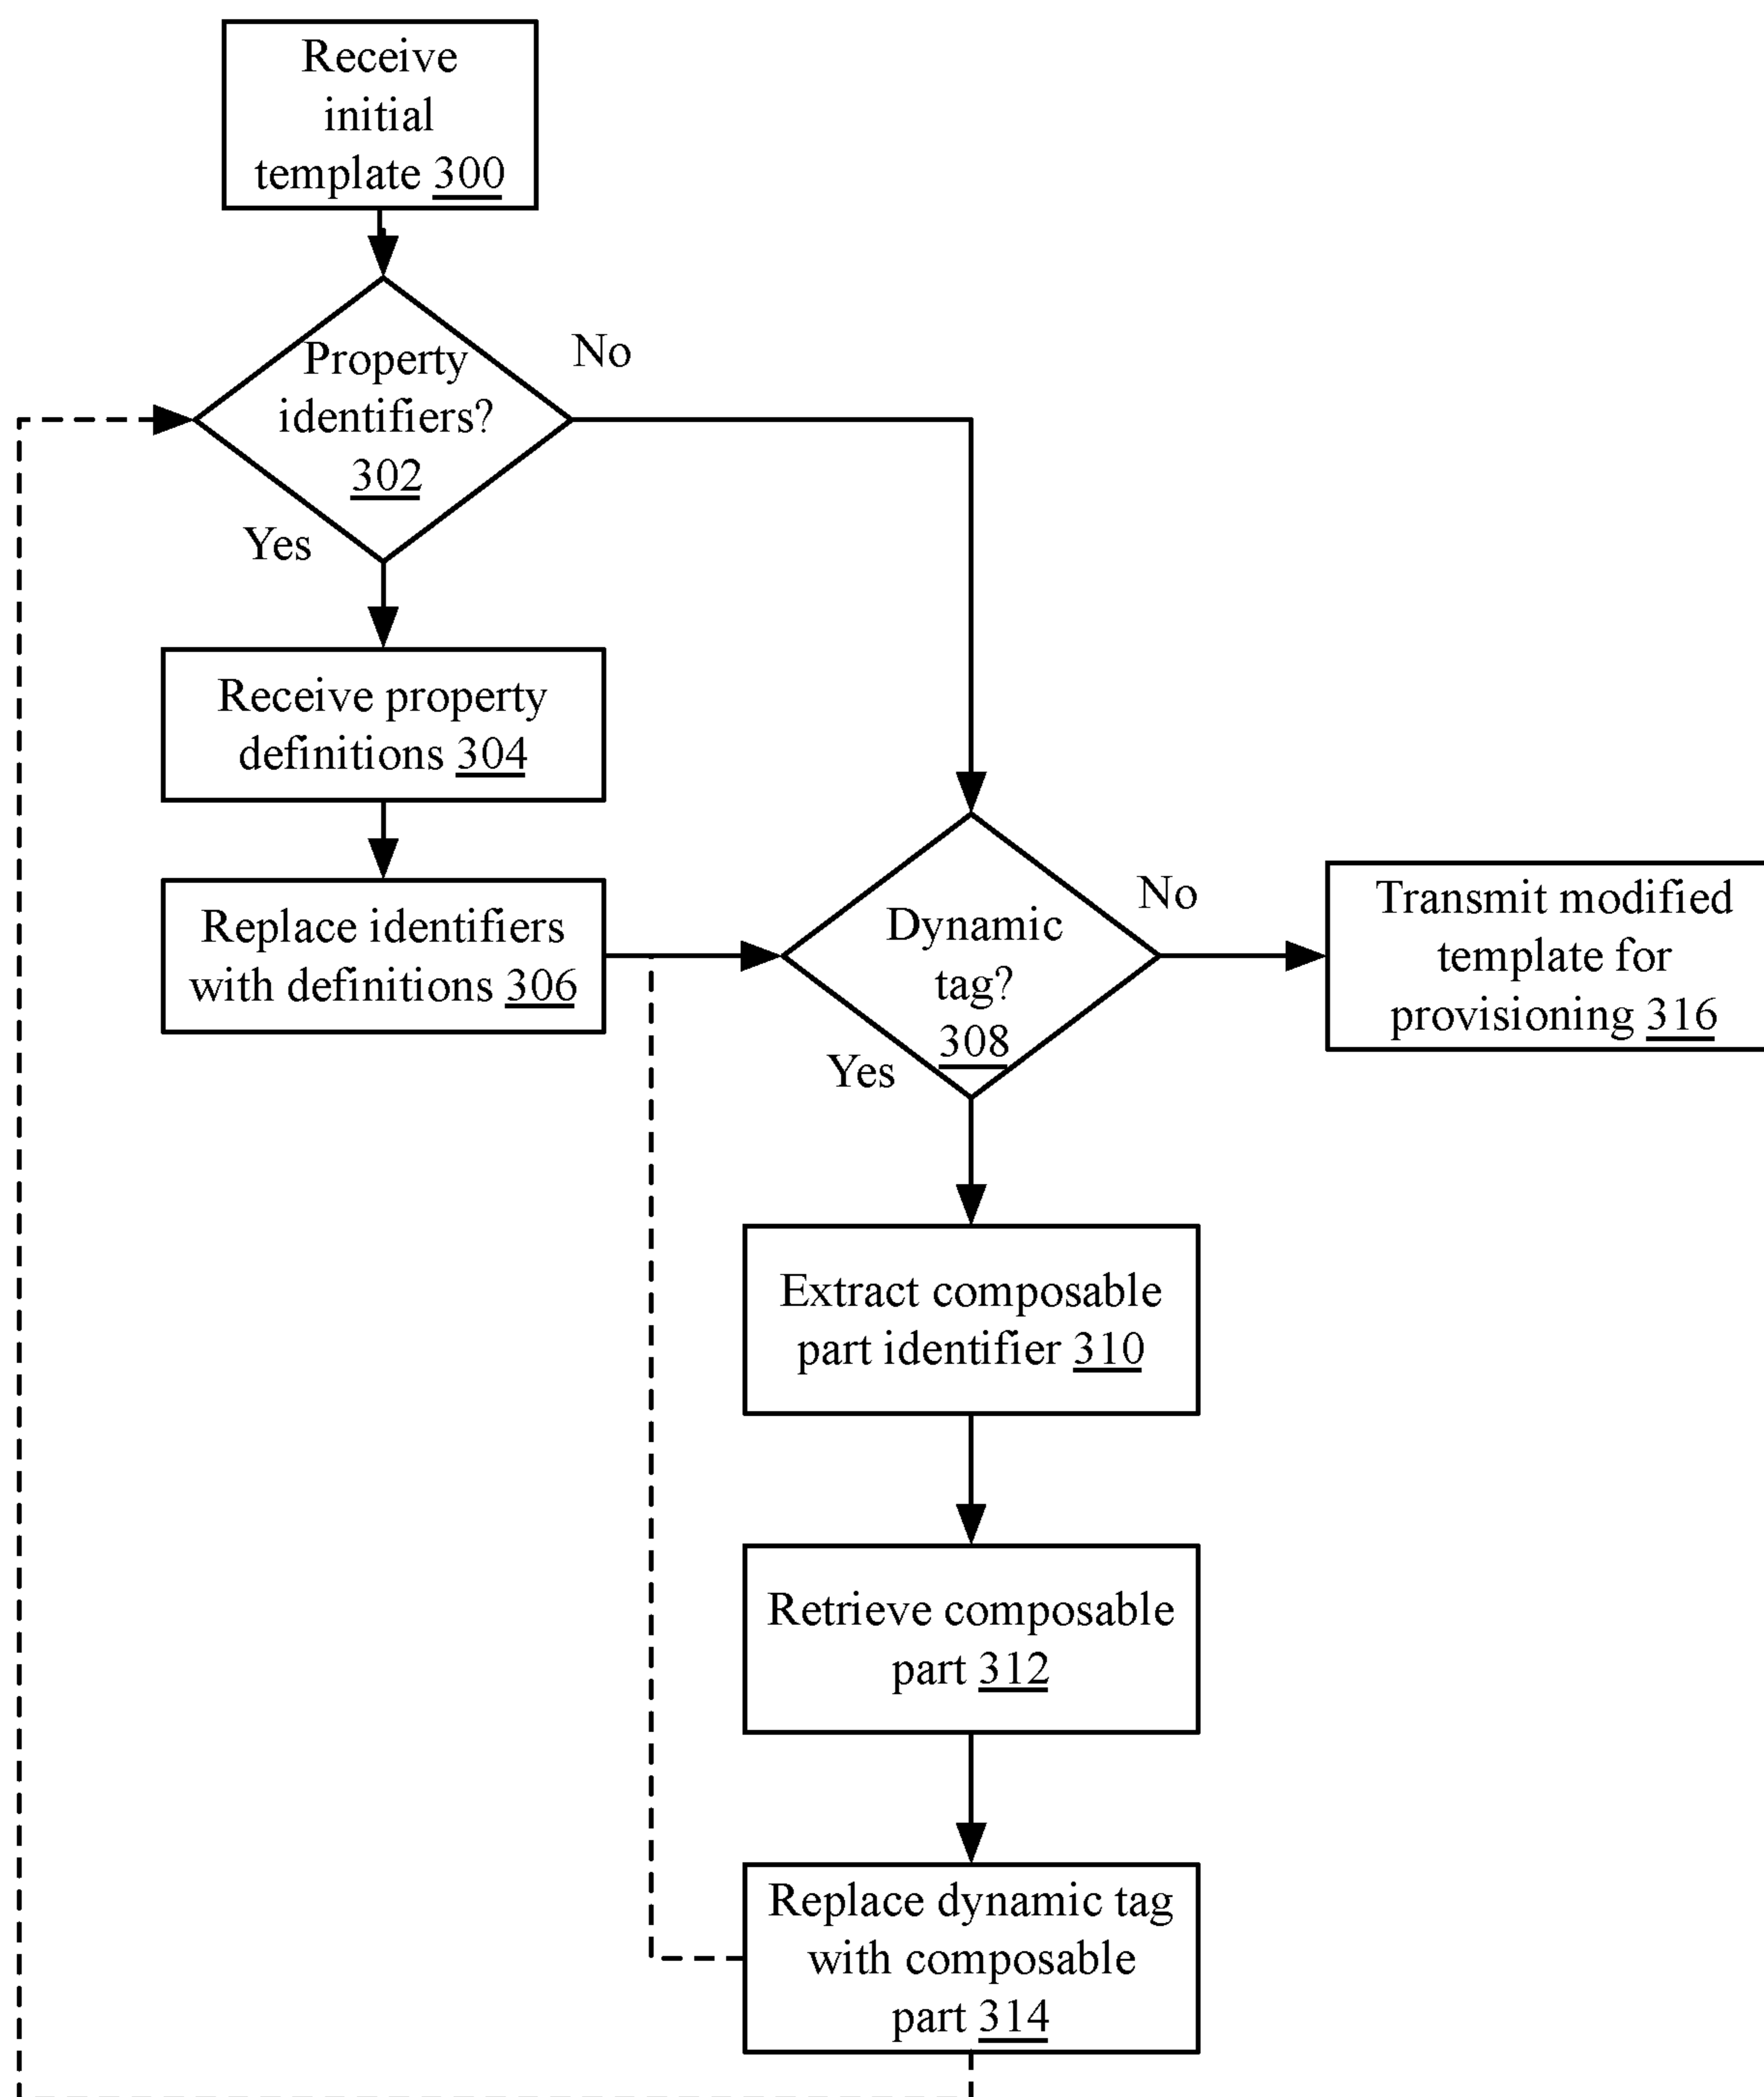 Receive
initial
template 300
Property
identifiers?
302
No
Yes
Receive property
definitions 304
Replace identifiers
with definitions 306
Dynamic
tag?
308
No
Yes
Transmit modified
template for
provisioning 316
Extract composable
part identifier 310
Retrieve composable
part 312
Replace dynamic tag
with composable
part 314